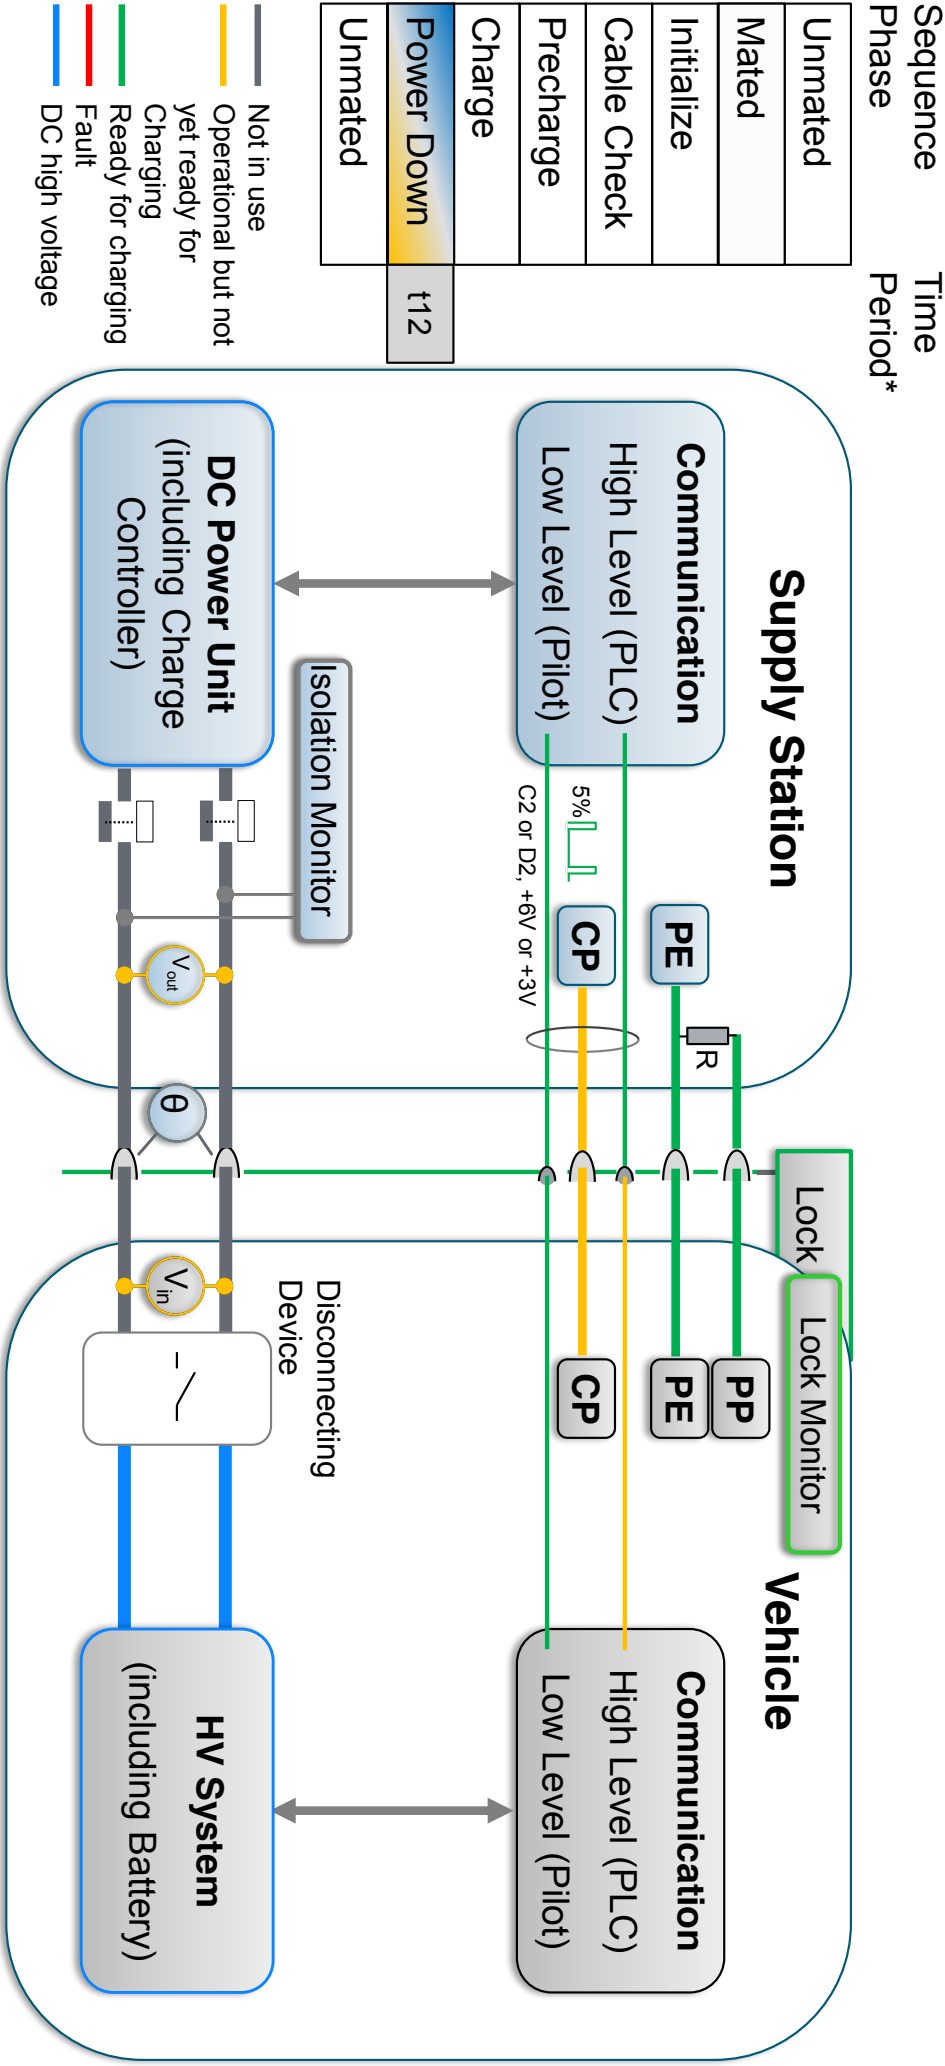 Sequence
Phase
Time
Period*
Unmated
Mated
Initialize
Cable Check
Precharge
Charge
Power Down
t12
Unmated
Not in use
Operational but not
yet ready for
Charging
Ready for charging
Fault
DC high voltage
Supply Station
Communication
High Level (PLC)
Low Level (Pilot)
5%
C2 or D2, +6V or +3V
PE
CP
R
Isolation Monitor
DC Power Unit
(including Charge
Controller)
Vout
θ
Lock
Lock Monitor
Vehicle
PP
PE
CP
Communication
High Level (PLC)
Low Level (Pilot)
Disconnecting
Device
Vin
HV System
(including Battery)